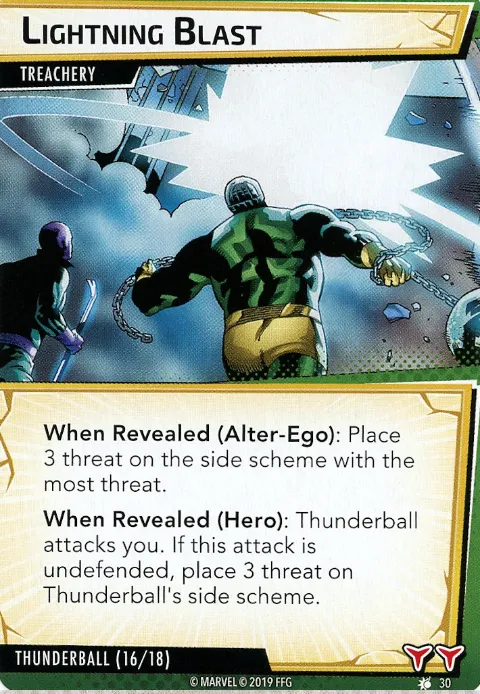 LIGHTNING BLAST
TREACHERY
When Revealed (Alter-Ego): Place
3 threat on the side scheme with the
most threat.
When Revealed (Hero): Thunderball
attacks you. If this attack is
undefended, place 3 threat on
Thunderball's side scheme.
THUNDERBALL (16/18)
© MARVEL © 2019 FFG
30